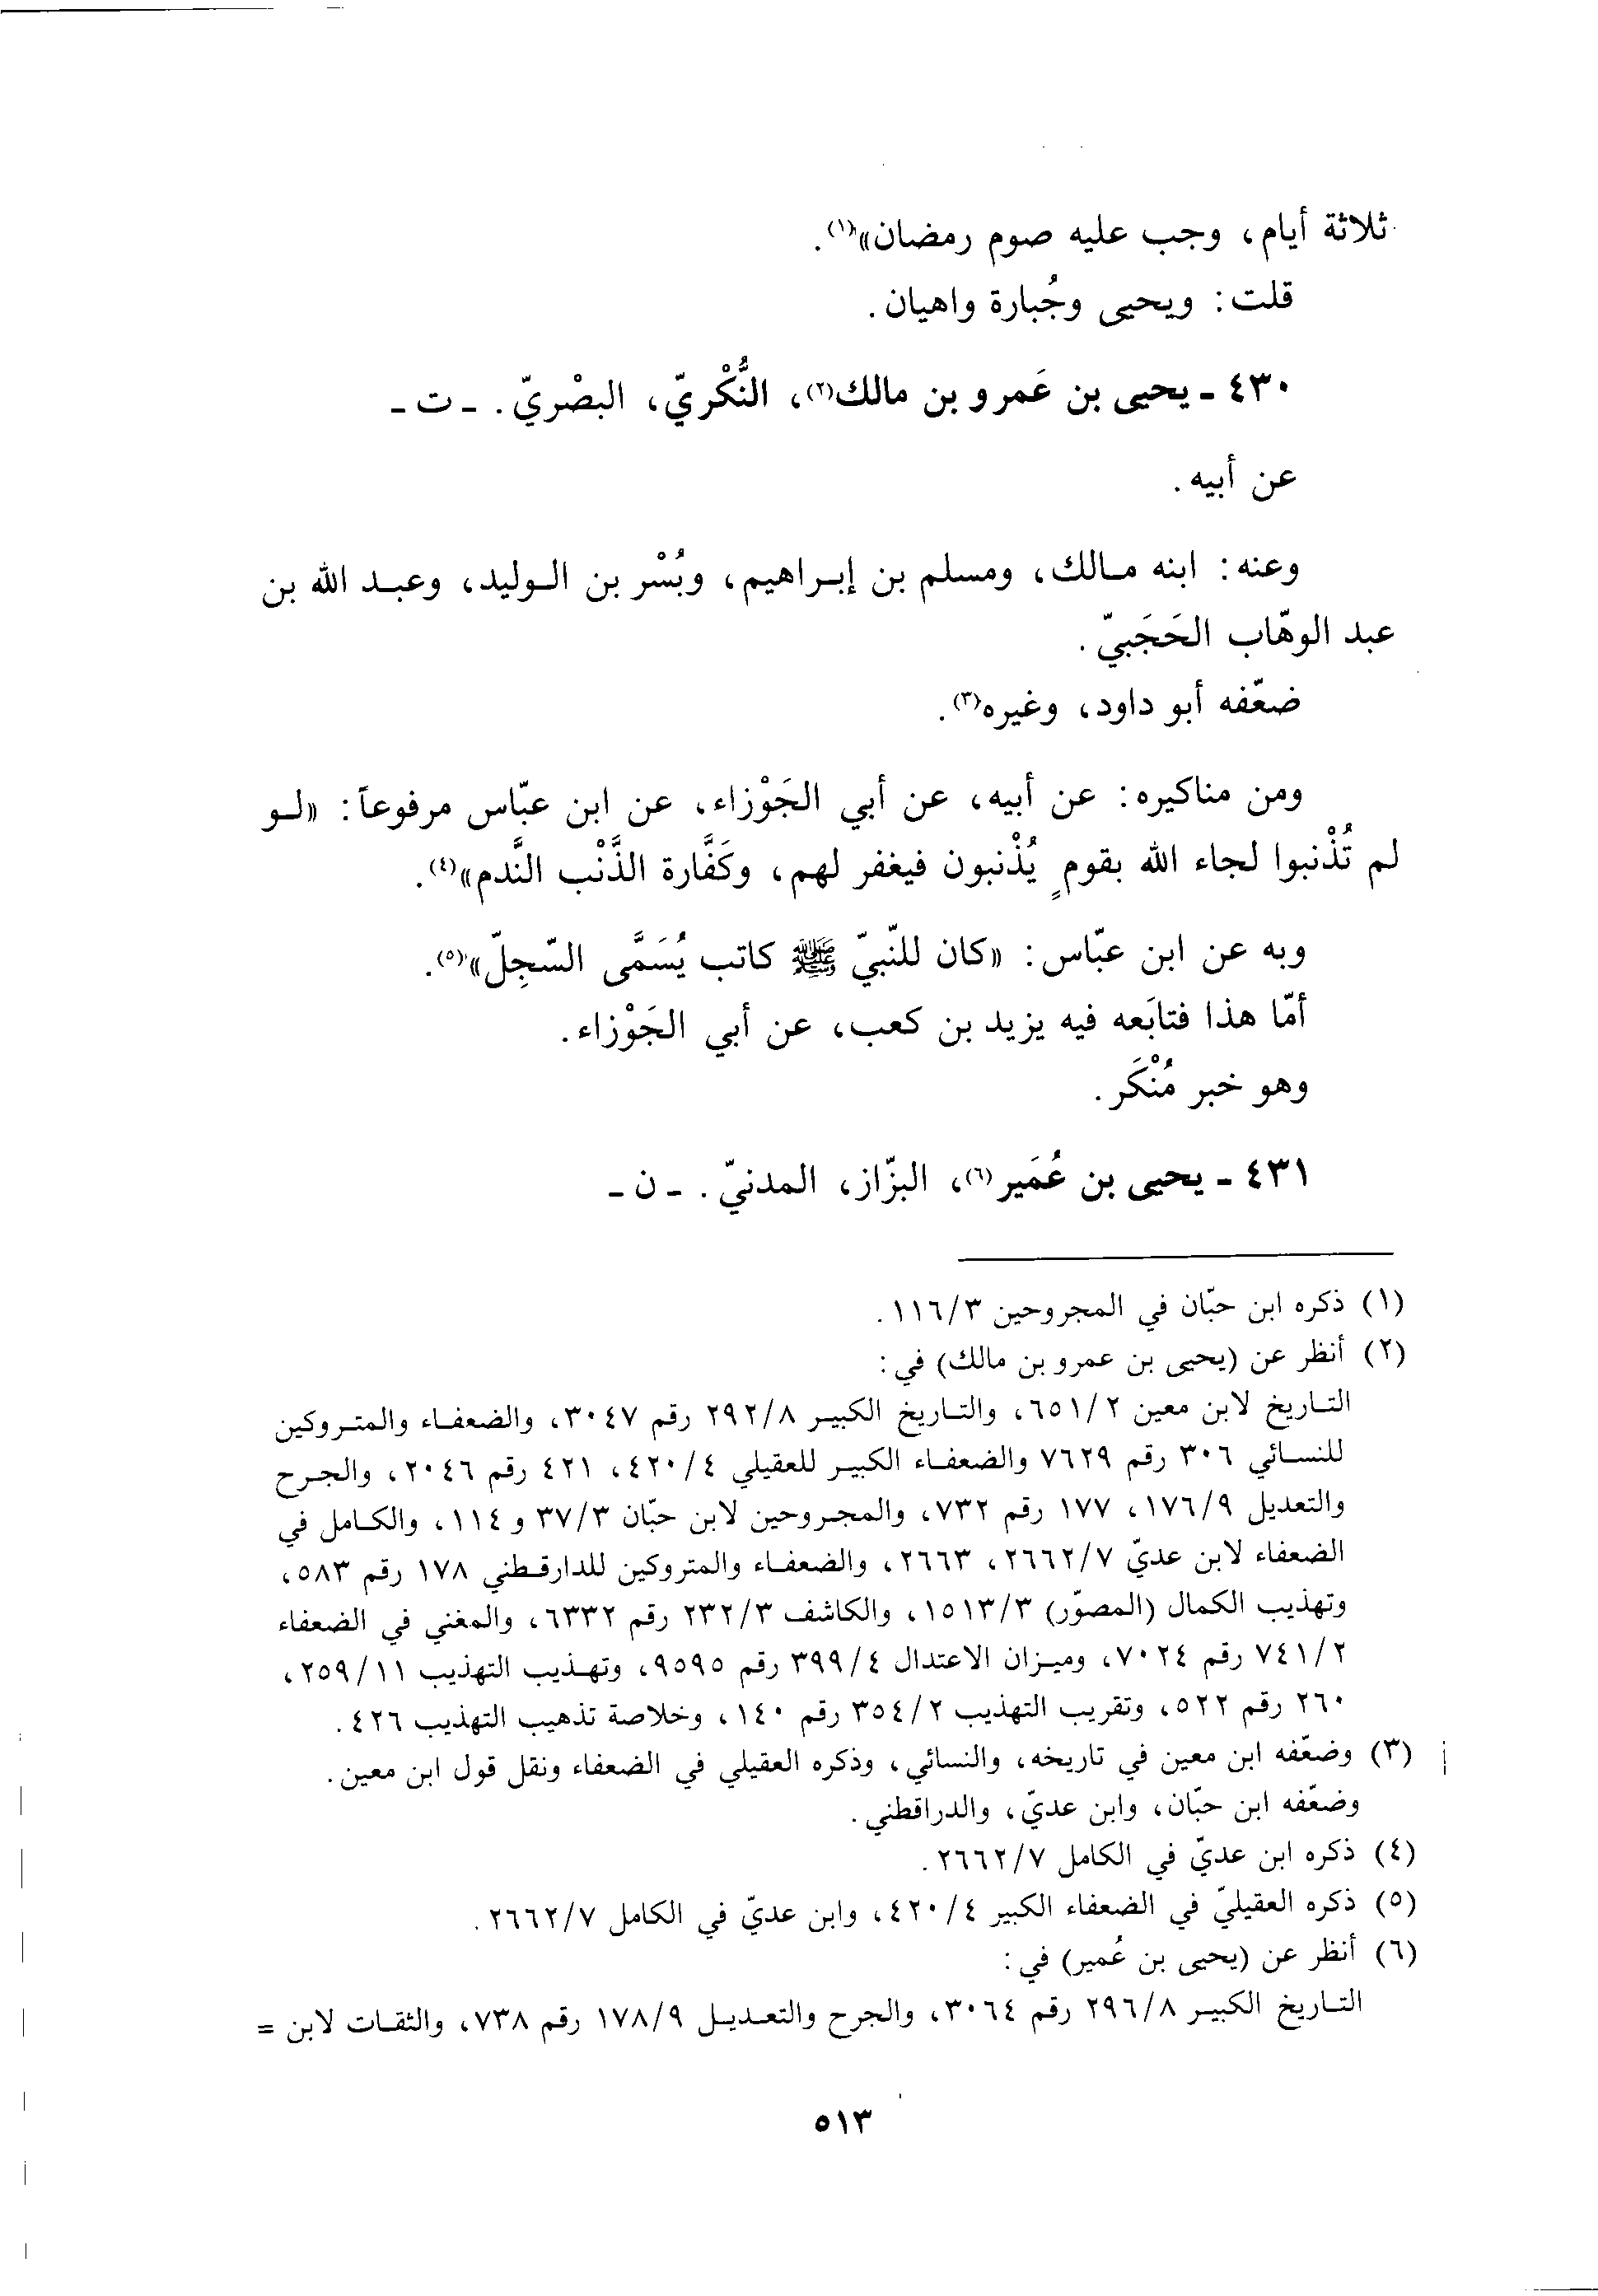 ثلاثة أيام، وجب عليه صوم رمضان»(١).
قلت: ويحيى وجُبارة واهيان.
٤٣٠ ـ يحيى بن عَمرو بن مالك(٢)، النُّكْريّ، البصْريّ. ـ ت ـ
عن أبيه.
وعنه: ابنه مالك، ومسلم بن إبراهيم، وبُسْر بن الوليد، وعبد الله بن
عبد الوهّاب الحَجَبيّ.
ضعّفه أبو داود، وغيره(٣).
ومن مناكيره: عن أبيه، عن أبي الجَوْزاء، عن ابن عبّاس مرفوعاً: «لو
لم تُذْنبوا لجاء الله بقومٍ يُذْنبون فيغفر لهم، وكَفَّارة الذَّنْب النَّدم»(٤).
وبه عن ابن عبّاس: «كان للنّبيّ ﷺ كاتب يُسَمَّى السّجِلّ»(٥).
أمّا هذا فتابَعه فيه يزيد بن كعب، عن أبي الجَوْزاء.
وهو خبر مُنْكَر.
٤٣١ ـ يحيى بن عُمَير(٦)، البزّاز، المدنيّ. ـ ن ـ
(١) ذكره ابن حبّان في المجروحين ١١٦/٣.
(٢) أنظر عن (يحيى بن عمرو بن مالك) في:
التاريخ لابن معين ٦٥١/٢، والتاريخ الكبير ٢٩٢/٨ رقم ٣٠٤٧، والضعفاء والمتروكين
للنسائي ٣٠٦ رقم ٧٦٢٩ والضعفاء الكبير للعقيلي ٤٢٠/٤، ٤٢١ رقم ٢٠٤٦، والجرح
والتعديل ١٧٦/٩، ١٧٧ رقم ٧٣٢، والمجروحين لابن حبّان ٣٧/٣ و ١١٤، والكامل في
الضعفاء لابن عديّ ٢٦٦٢/٧، ٢٦٦٣، والضعفاء والمتروكين للدارقطني ١٧٨ رقم ٥٨٣،
وتهذيب الكمال (المصوّر) ١٥١٣/٣، والكاشف ٢٣٢/٣ رقم ٦٣٣٢، والمغني في الضعفاء
٧٤١/٢ رقم ٧٠٢٤، وميزان الاعتدال ٣٩٩/٤ رقم ٩٥٩٥، وتهذيب التهذيب ٢٥٩/١١،
٢٦٠ رقم ٥٢٢، وتقريب التهذيب ٣٥٤/٢ رقم ١٤٠، وخلاصة تذهيب التهذيب ٤٢٦.
(٣) وضعّفه ابن معين في تاريخه، والنسائي، وذكره العقيلي في الضعفاء ونقل قول ابن معين.
وضعّفه ابن حبّان، وابن عديّ، والدراقطني.
(٤) ذكره ابن عديّ في الكامل ٢٦٦٢/٧.
(٥) ذكره العقيليّ في الضعفاء الكبير ٤٢٠/٤، وابن عديّ في الكامل ٢٦٦٢/٧.
(٦) أنظر عن (يحيى بن عُمير) في:
التاريخ الكبير ٢٩٦/٨ رقم ٣٠٦٤، والجرح والتعديل ١٧٨/٩ رقم ٧٣٨، والثقات لابن =
٥١٣